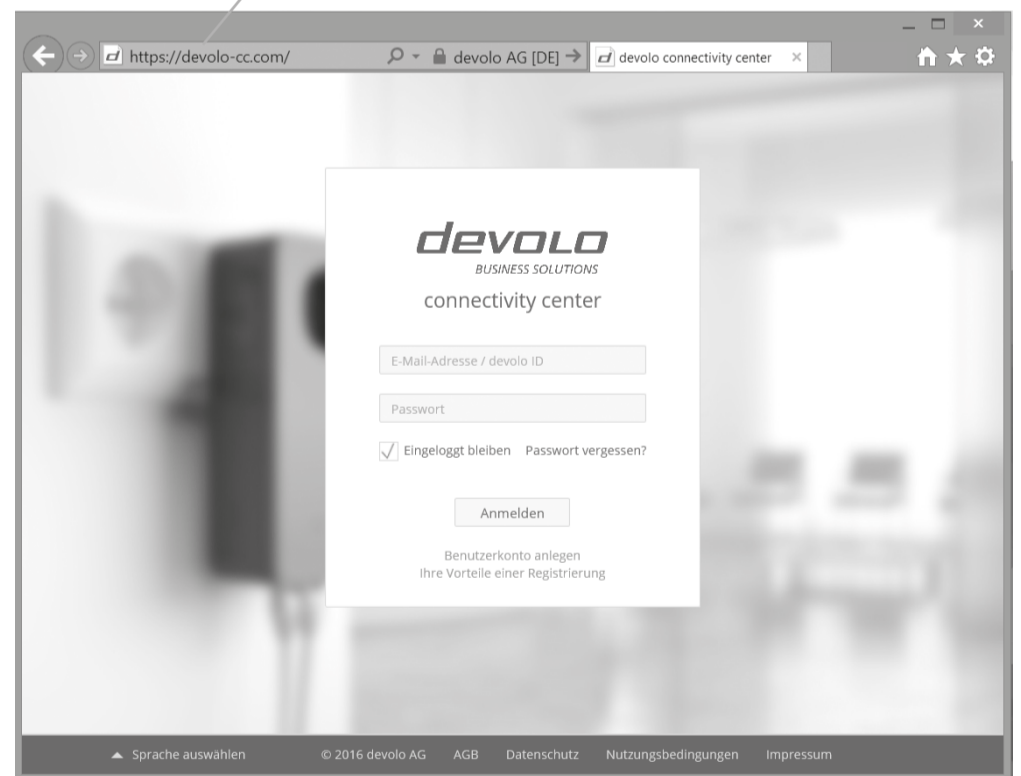 https://devolo-cc.com/
devolo AG [DE]
devolo connectivity center
devolo
BUSINESS SOLUTIONS
connectivity center
E-Mail-Adresse / devolo ID
Passwort
Eingeloggt bleiben Passwort vergessen?
Anmelden
Benutzerkonto anlegen
Ihre Vorteile einer Registrierung
Sprache auswählen © 2016 devolo AG AGB Datenschutz Nutzungsbedingungen Impressum